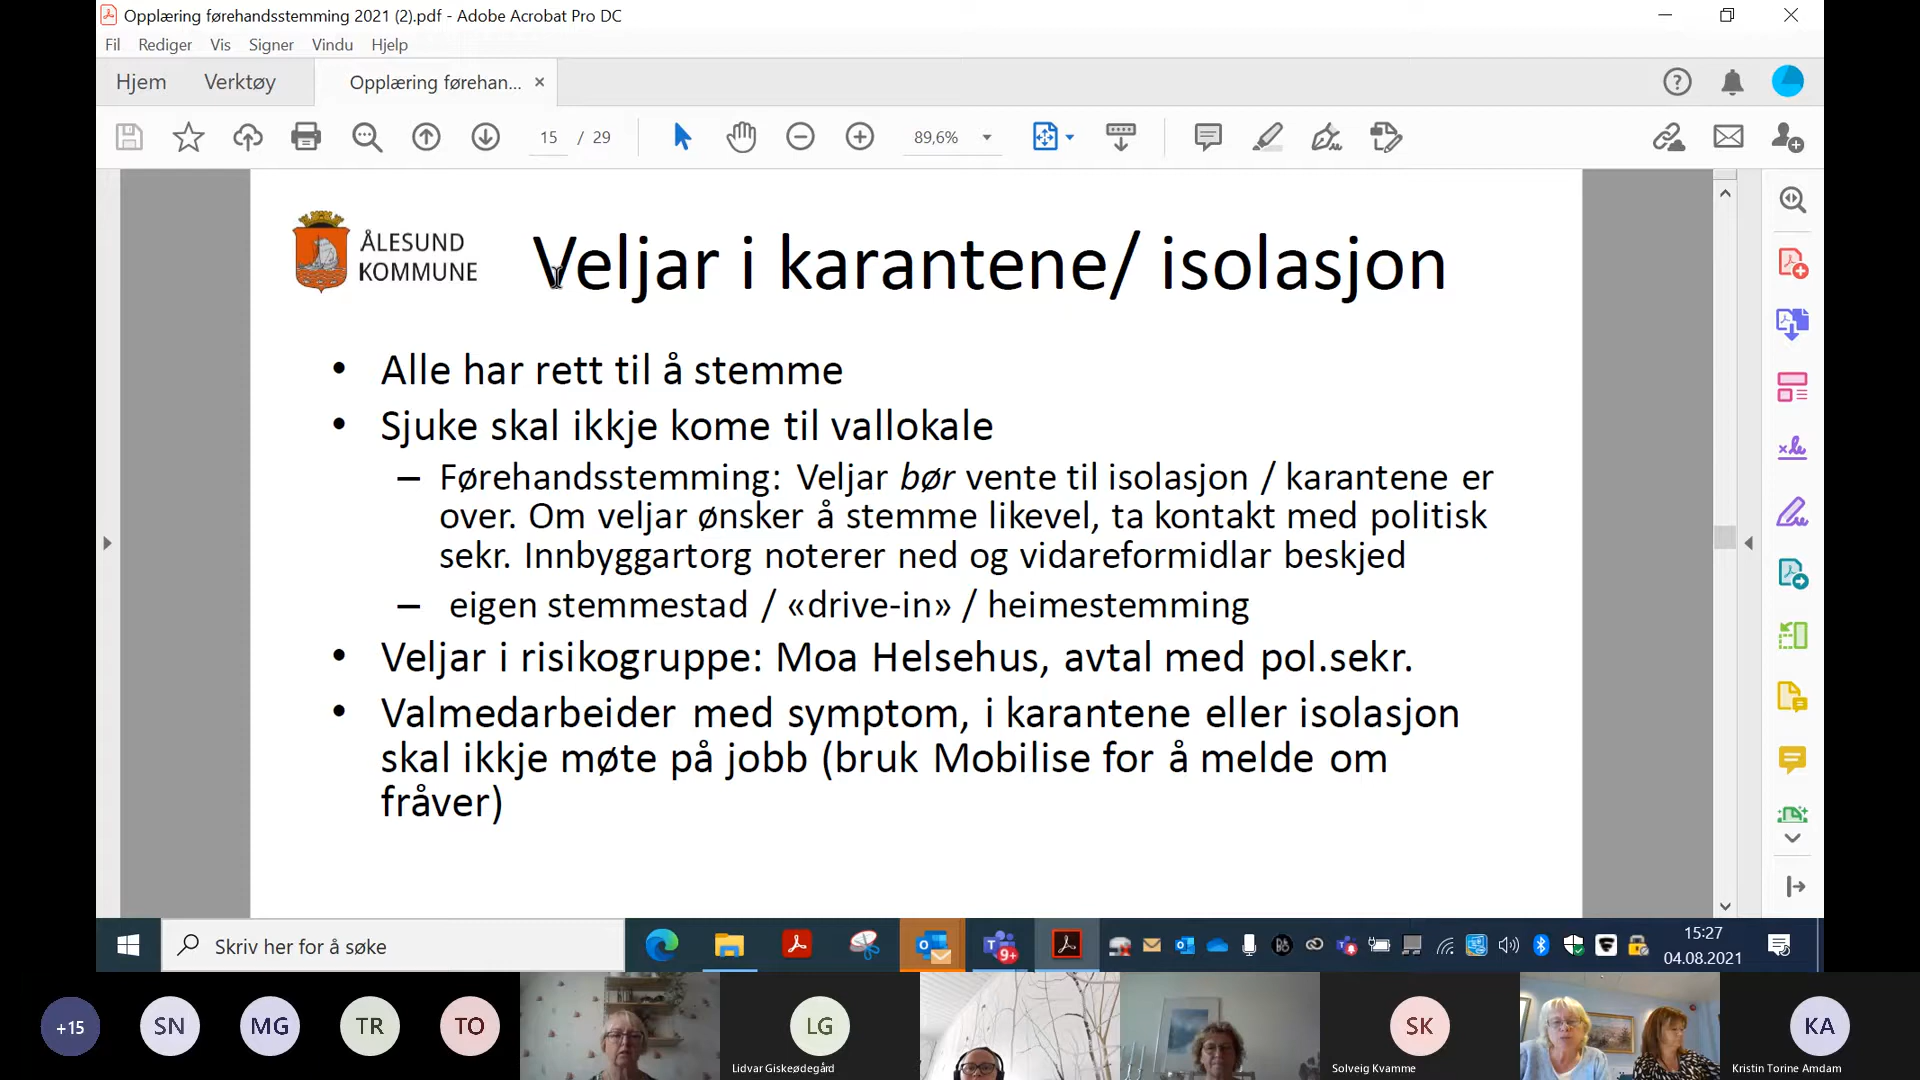 Opplæring førehandsstemming 2021 (2).pdf - Adobe Acrobat Pro DC
Fil Rediger Vis Signer Vindu Hjelp
Hjem Verktøy Opplæring førehan... ×
15 / 29 89,6%
ÅLESUND
KOMMUNE
Veljar i karantene/ isolasjon
• Alle har rett til å stemme
• Sjuke skal ikkje kome til vallokale
– Førehandsstemming: Veljar bør vente til isolasjon / karantene er
over. Om veljar ønsker å stemme likevel, ta kontakt med politisk
sekr. Innbyggartorg noterer ned og vidareformidlar beskjed
– eigen stemmestad / «drive-in» / heimestemming
• Veljar i risikogruppe: Moa Helsehus, avtal med pol.sekr.
• Valmedarbeider med symptom, i karantene eller isolasjon
skal ikkje møte på jobb (bruk Mobilise for å melde om
fråver)
Skriv her for å søke
9+
15:27
04.08.2021
+15 SN MG TR TO LG SK KA
Lidvar Giskeødegård
Solveig Kvamme
Kristin Torine Amdam